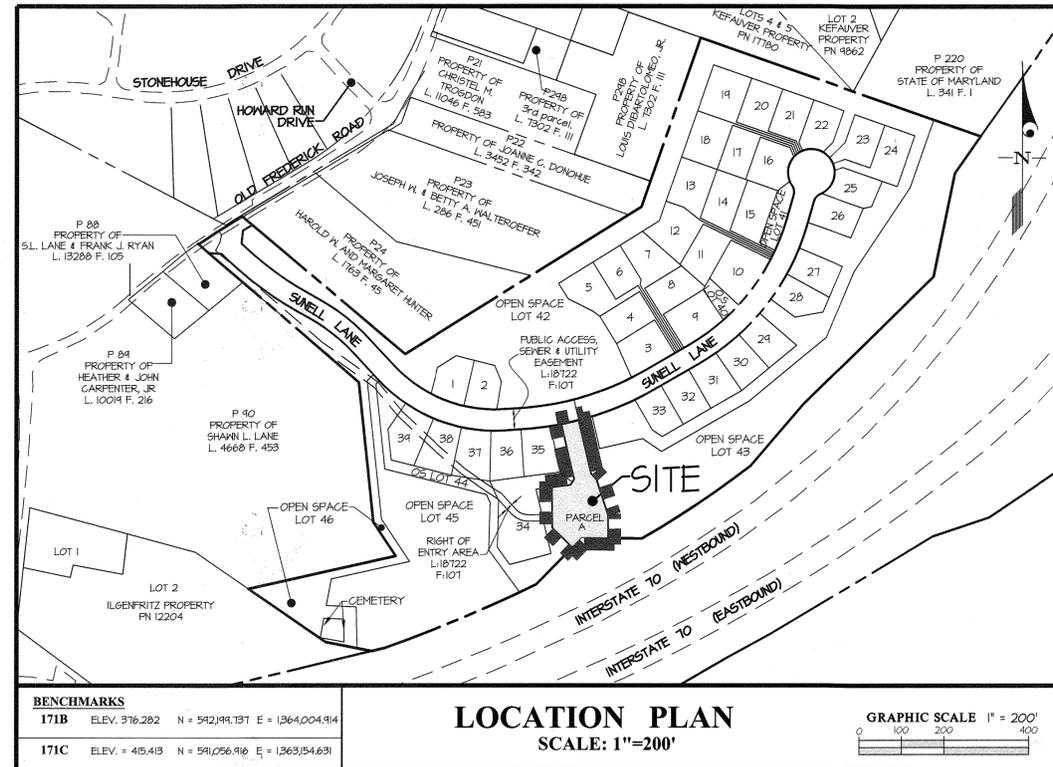 LOTS 4 & 5
KEFAUVER PROPERTY
PN 17780
LOT 2
KEFAUVER
PROPERTY
PN 9862
P 220
PROPERTY OF
STATE OF MARYLAND
L. 341 F. 1
STONEHOUSE DRIVE
HOWARD RUN
DRIVE
OLD FREDERICK ROAD
P21
PROPERTY OF
CHRISTEL M.
TROGDON
L. 11046 F. 583
P298
PROPERTY OF
3rd parcel,
L. 7302 F. 111
P298
PROPERTY OF
LOUIS DIBARTOLOMEO, JR.
L. 7302 F. 111
P22
PROPERTY OF JOANNE C. DONOHUE
L. 3452 F. 342
P23
PROPERTY OF
JOSEPH W. & BETTY A. WALTEROEFER
L. 286 F. 451
P24
PROPERTY OF
HAROLD W. AND MARGARET HUNTER
L. 1763 F. 45
P 88
PROPERTY OF
S.L. LANE & FRANK J. RYAN
L. 13288 F. 105
P 89
PROPERTY OF
HEATHER & JOHN
CARPENTER, JR
L. 10019 F. 216
P 90
PROPERTY OF
SHAWN L. LANE
L. 4668 F. 453
19
20
21
22
23
24
18
17
16
25
13
14
15
26
OPEN SPACE
LOT 41
12
11
10
27
28
7
6
5
8
4
9
3
O.S.
LOT 40
29
30
31
32
33
OPEN SPACE
LOT 42
SUNELL LANE
SUNELL LANE
PUBLIC ACCESS,
SEWER & UTILITY
EASEMENT
L:18722
F:107
1
2
39
38
37
36
35
OS LOT 44
OPEN SPACE
LOT 43
SITE
PARCEL
A
34
OPEN SPACE
LOT 45
RIGHT OF
ENTRY AREA
L:18722
F:107
OPEN SPACE
LOT 46
CEMETERY
LOT 1
LOT 2
ILGENFRITZ PROPERTY
PN 12204
INTERSTATE 70 (WESTBOUND)
INTERSTATE 70 (EASTBOUND)
N
BENCHMARKS
171B ELEV. 376.282 N = 592,199.737 E = 1,364,004.914
171C ELEV. = 415.413 N = 591,056.916 E = 1,363,154.631
LOCATION PLAN
SCALE: 1"=200'
GRAPHIC SCALE 1" = 200'
0 100 200 400